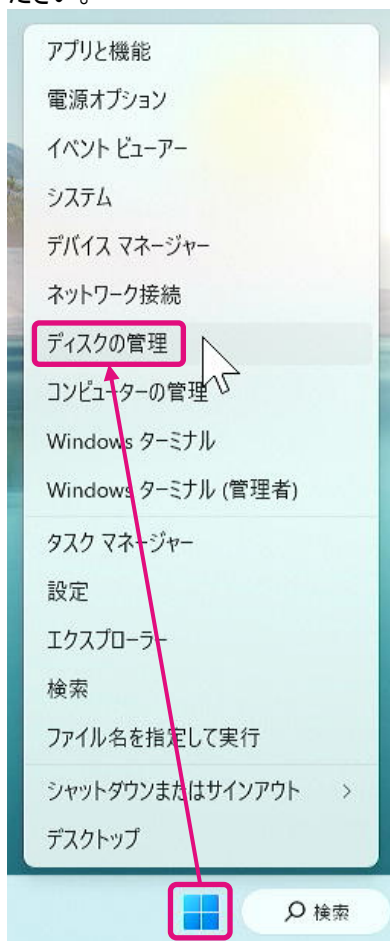 ださい。
アプリと機能
電源オプション
イベント ビューアー
システム
デバイス マネージャー
ネットワーク接続
ディスクの管理
コンピューターの管理
Windows ターミナル
Windows ターミナル (管理者)
タスク マネージャー
設定
エクスプローラー
検索
ファイル名を指定して実行
シャットダウンまたはサインアウト
デスクトップ
検索